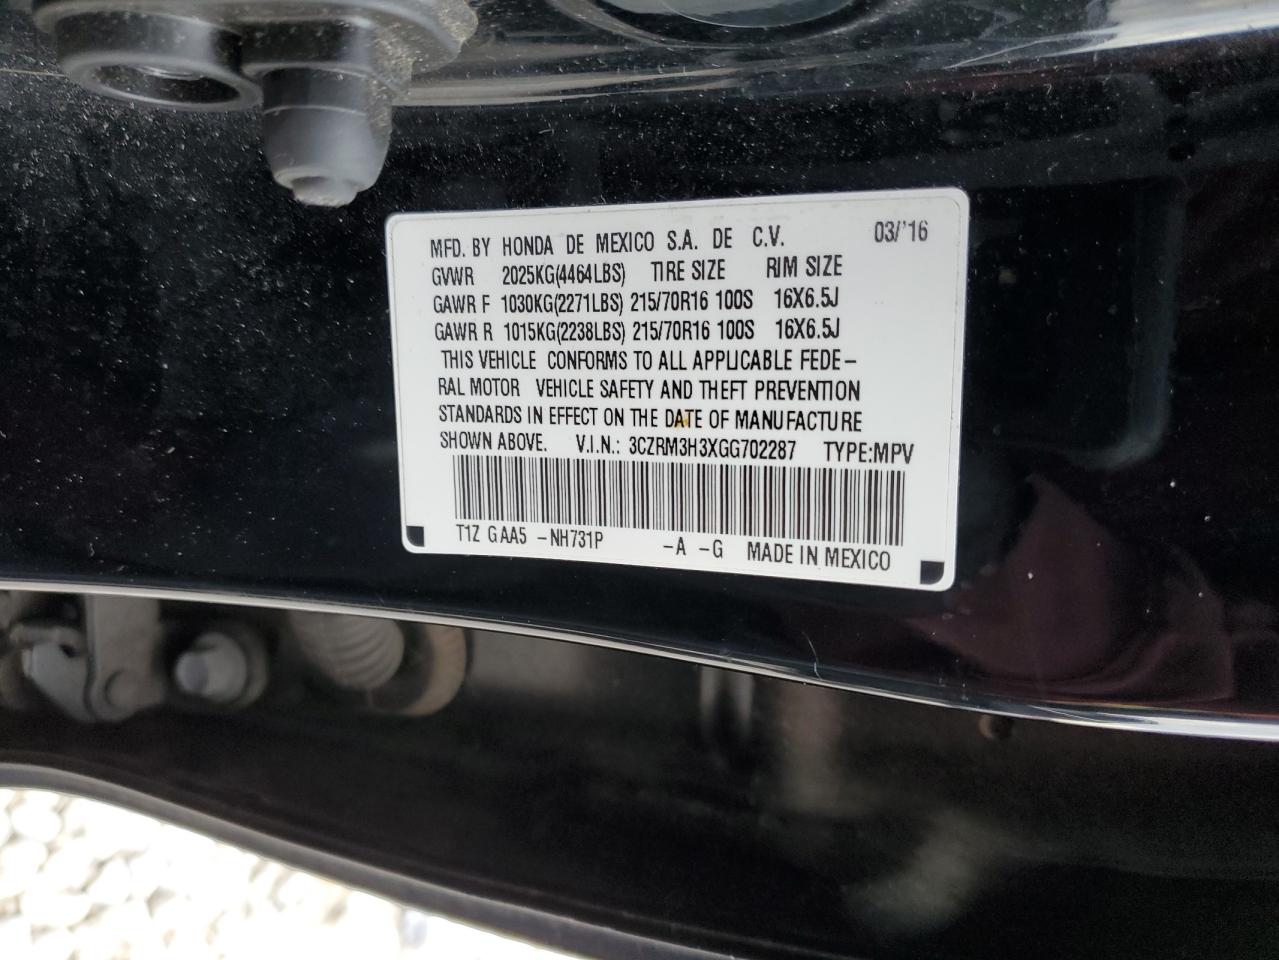 MFD. BY HONDA DE MEXICO S.A. DE C.V. 03/'16
GVWR 2025KG(4464LBS) TIRE SIZE RIM SIZE
GAWR F 1030KG(2271LBS) 215/70R16 100S 16X6.5J
GAWR R 1015KG(2238LBS) 215/70R16 100S 16X6.5J
THIS VEHICLE CONFORMS TO ALL APPLICABLE FEDE-
RAL MOTOR VEHICLE SAFETY AND THEFT PREVENTION
STANDARDS IN EFFECT ON THE DATE OF MANUFACTURE
SHOWN ABOVE. V.I.N.: 3CZRM3H3XGG702287 TYPE:MPV
T1Z GAA5 -NH731P -A -G MADE IN MEXICO